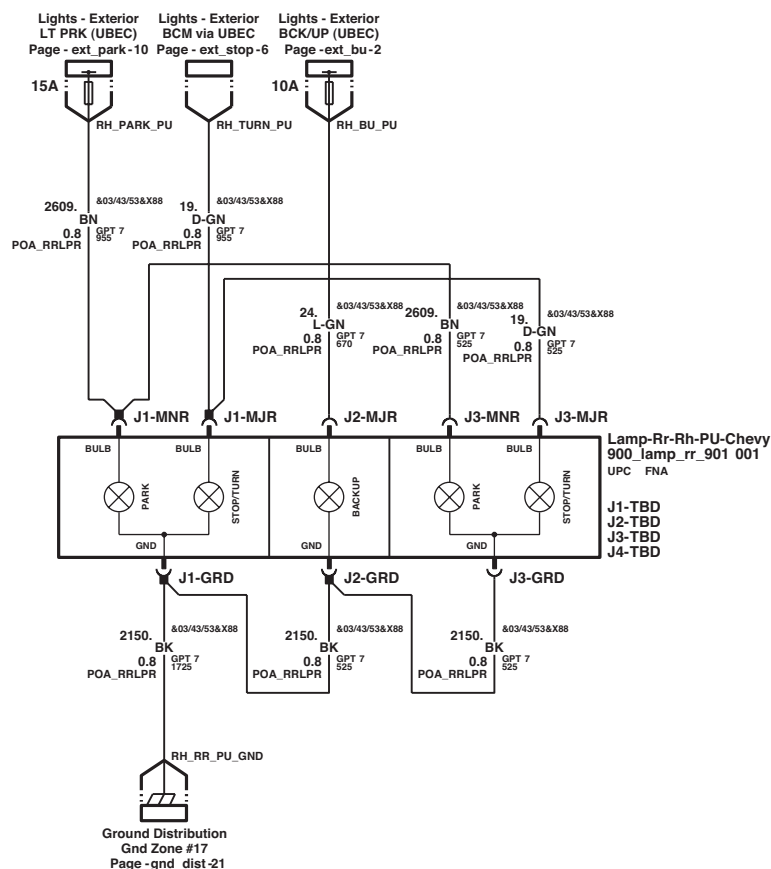 Lights - Exterior
LT PRK (UBEC)
Page - ext_park -10
Lights - Exterior
BCM via UBEC
Page - ext_stop -6
Lights - Exterior
BCK/UP (UBEC)
Page -ext_bu-2
15A
10A
RH_PARK_PU
RH_TURN_PU
RH_BU_PU
2609.
&03/43/53&X88
BN
0.8
GPT 7
955
POA_RRLPR
19.
&03/43/53&X88
D-GN
0.8
GPT 7
955
POA_RRLPR
24.
&03/43/53&X88
L-GN
0.8
GPT 7
670
POA_RRLPR
2609.
&03/43/53&X88
BN
0.8
GPT 7
525
POA_RRLPR
19.
&03/43/53&X88
D-GN
0.8
GPT 7
525
POA_RRLPR
J1-MNR
J1-MJR
J2-MJR
J3-MNR
J3-MJR
BULB
BULB
BULB
BULB
BULB
PARK
STOP/TURN
BACKUP
PARK
STOP/TURN
GND
GND
GND
Lamp-Rr-Rh-PU-Chevy
900_lamp_rr_901 001
UPC FNA
J1-TBD
J2-TBD
J3-TBD
J4-TBD
J1-GRD
J2-GRD
J3-GRD
2150.
&03/43/53&X88
BK
0.8
GPT 7
1725
POA_RRLPR
2150.
&03/43/53&X88
BK
0.8
GPT 7
525
POA_RRLPR
2150.
&03/43/53&X88
BK
0.8
GPT 7
525
POA_RRLPR
RH_RR_PU_GND
Ground Distribution
Gnd Zone #17
Page -gnd_dist-21